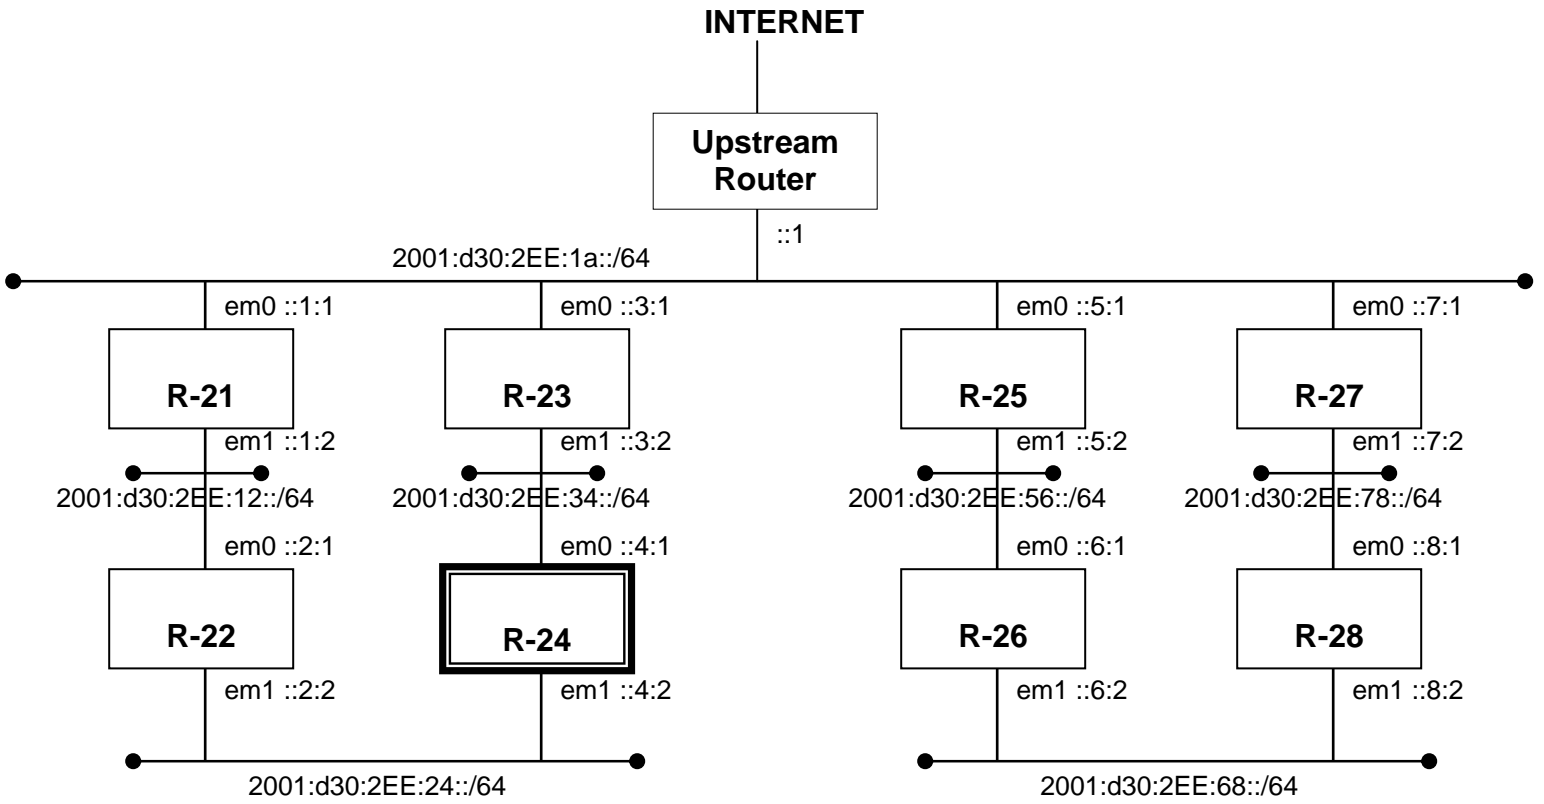 INTERNET
Upstream
Router
::1
2001:d30:2EE:1a::/64
em0 ::1:1
em0 ::3:1
em0 ::5:1
em0 ::7:1
R-21
R-23
R-25
R-27
em1 ::1:2
em1 ::3:2
em1 ::5:2
em1 ::7:2
2001:d30:2EE:12::/64
2001:d30:2EE:34::/64
2001:d30:2EE:56::/64
2001:d30:2EE:78::/64
em0 ::2:1
em0 ::4:1
em0 ::6:1
em0 ::8:1
R-22
R-24
R-26
R-28
em1 ::2:2
em1 ::4:2
em1 ::6:2
em1 ::8:2
2001:d30:2EE:24::/64
2001:d30:2EE:68::/64